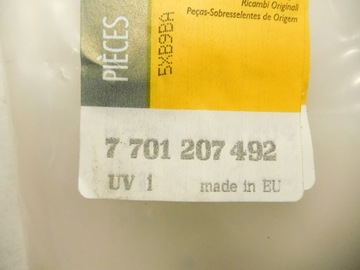 Ricambi Originali
Peças-Sobresselentes de Origem
PIÈCES
5XB9BA
7 701 207 492
UV 1 made in EU